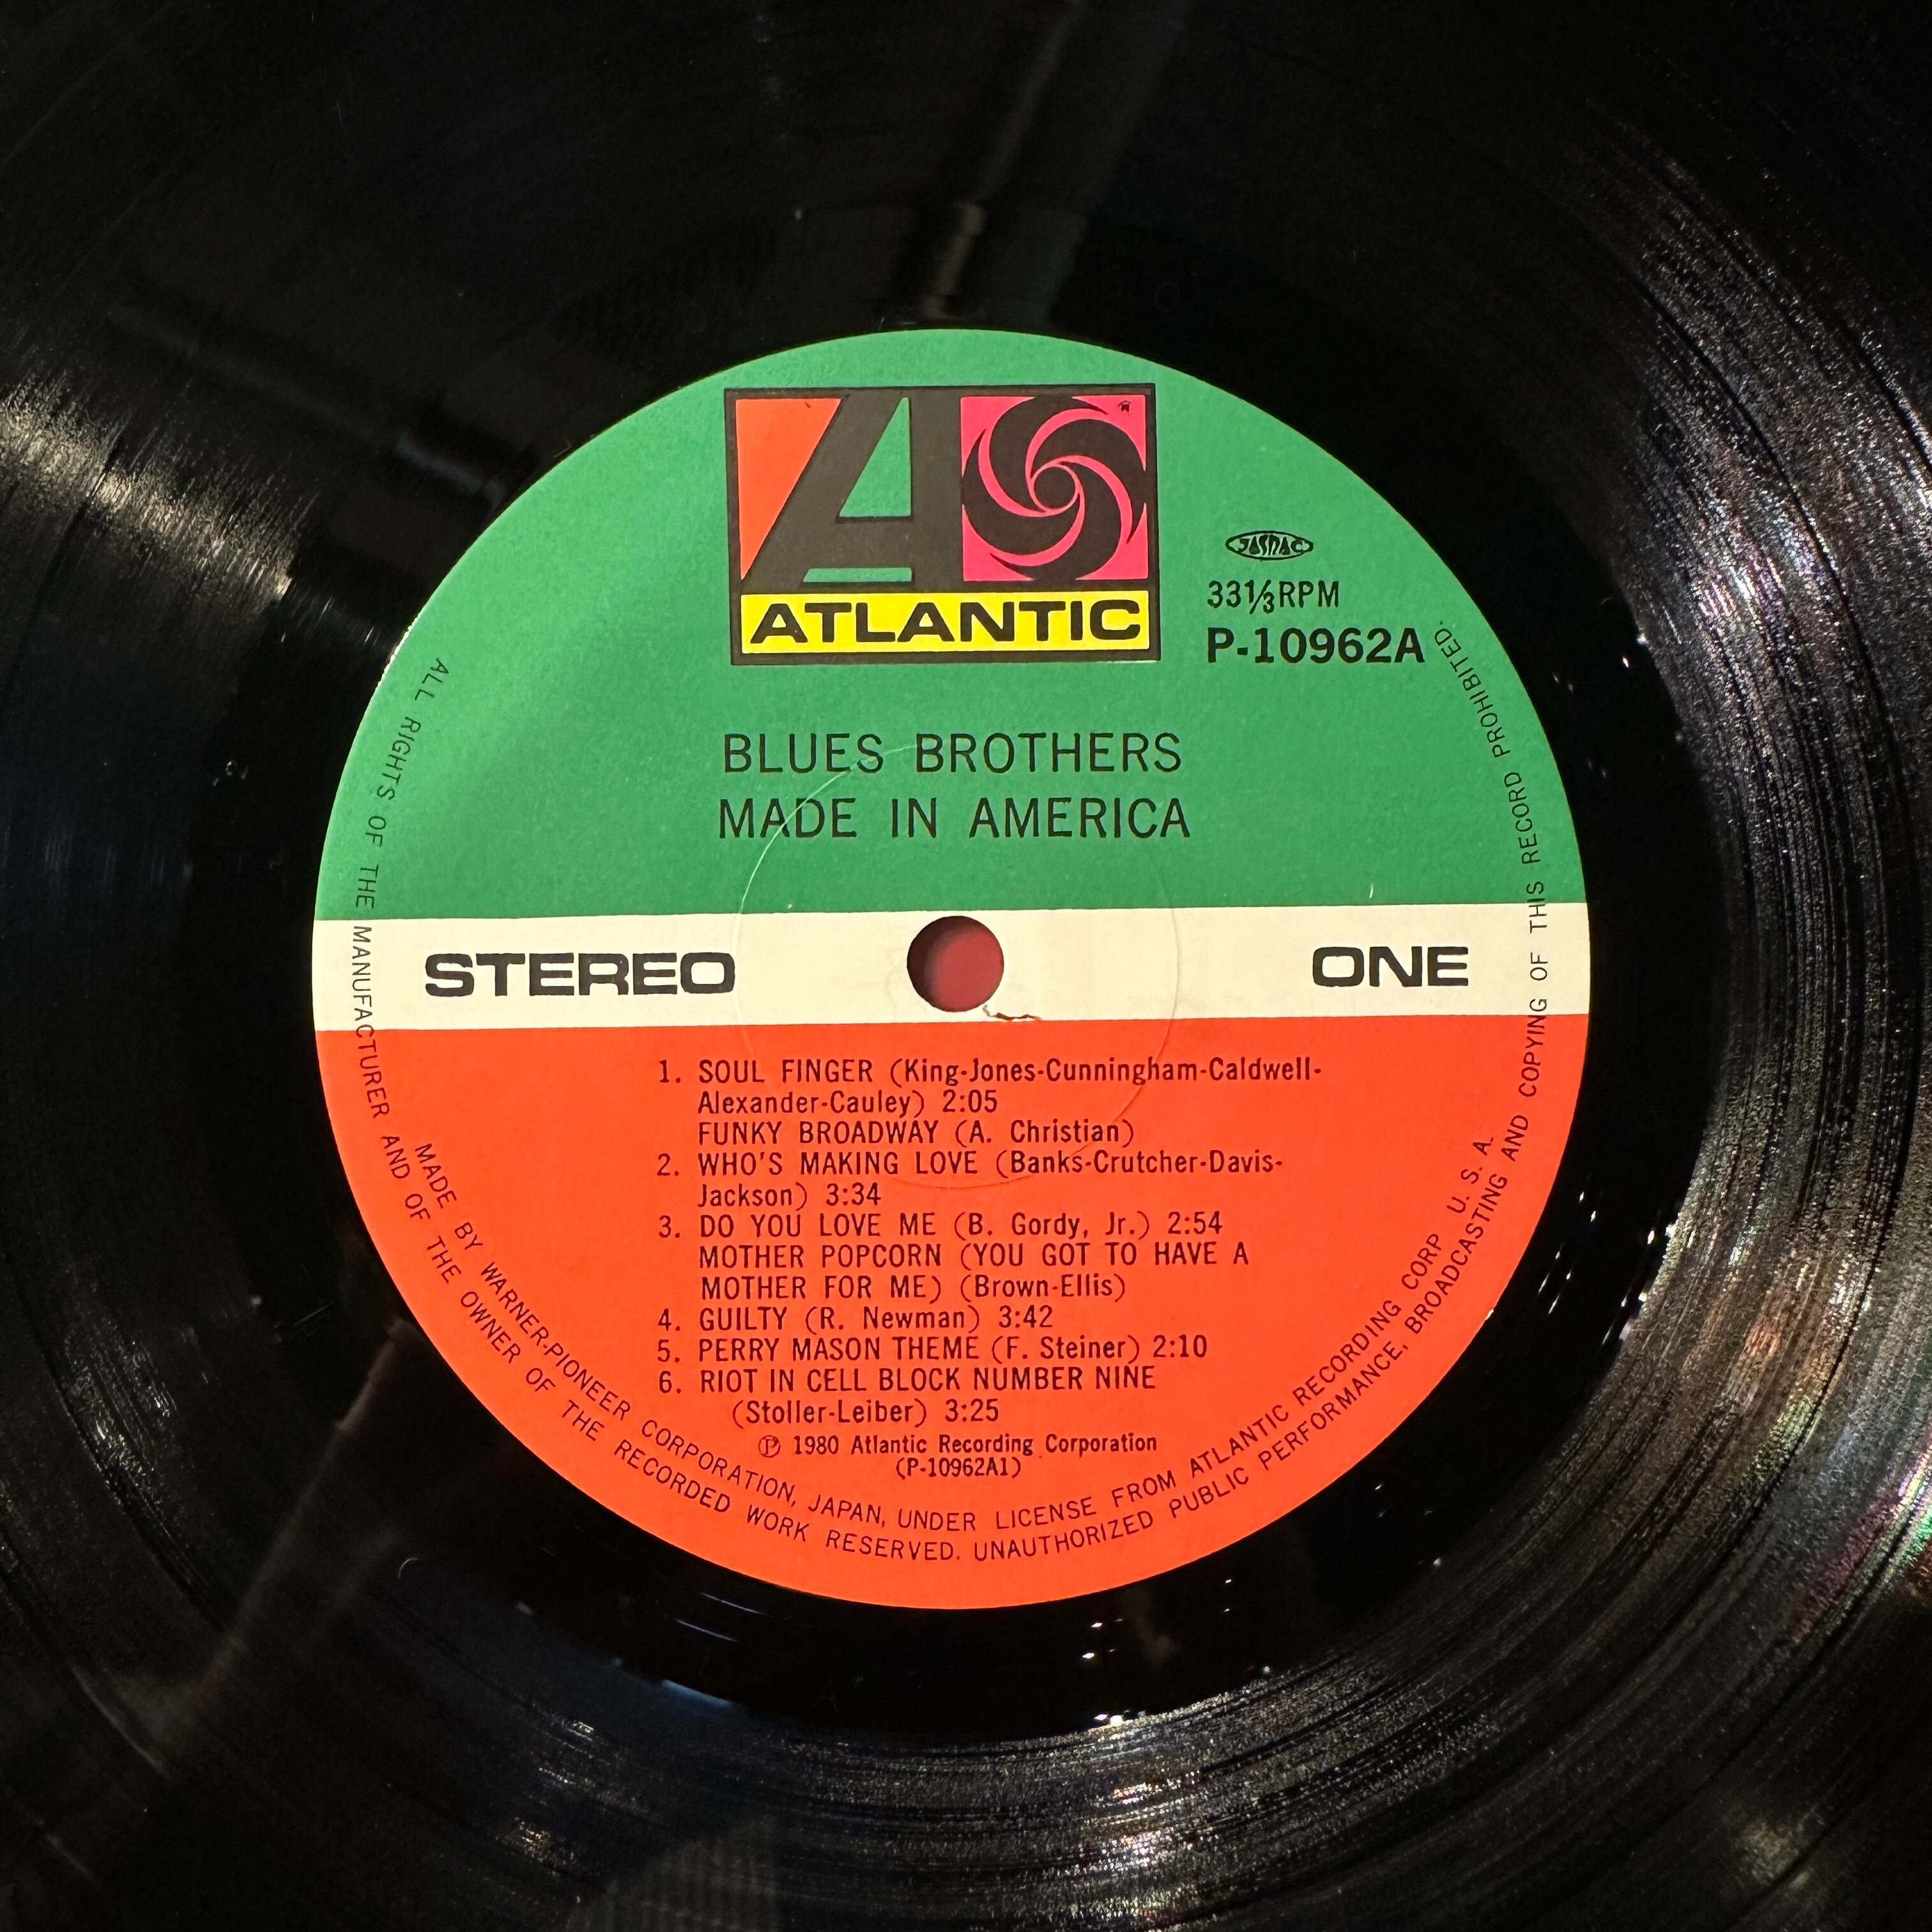 ATLANTIC
JASRAC
33⅓RPM
P-10962A
BLUES BROTHERS
MADE IN AMERICA
STEREO
ONE
1. SOUL FINGER (King-Jones-Cunningham-Caldwell-
Alexander-Cauley) 2:05
FUNKY BROADWAY (A. Christian)
2. WHO'S MAKING LOVE (Banks-Crutcher-Davis-
Jackson) 3:34
3. DO YOU LOVE ME (B. Gordy, Jr.) 2:54
MOTHER POPCORN (YOU GOT TO HAVE A
MOTHER FOR ME) (Brown-Ellis)
4. GUILTY (R. Newman) 3:42
5. PERRY MASON THEME (F. Steiner) 2:10
6. RIOT IN CELL BLOCK NUMBER NINE
(Stoller-Leiber) 3:25
℗ 1980 Atlantic Recording Corporation
(P-10962A1)
MADE BY WARNER-PIONEER CORPORATION, JAPAN, UNDER LICENSE FROM ATLANTIC RECORDING CORP U. S. A.
ALL RIGHTS OF THE MANUFACTURER AND OF THE OWNER OF THE RECORDED WORK RESERVED. UNAUTHORIZED PUBLIC PERFORMANCE, BROADCASTING AND COPYING OF THIS RECORD PROHIBITED.